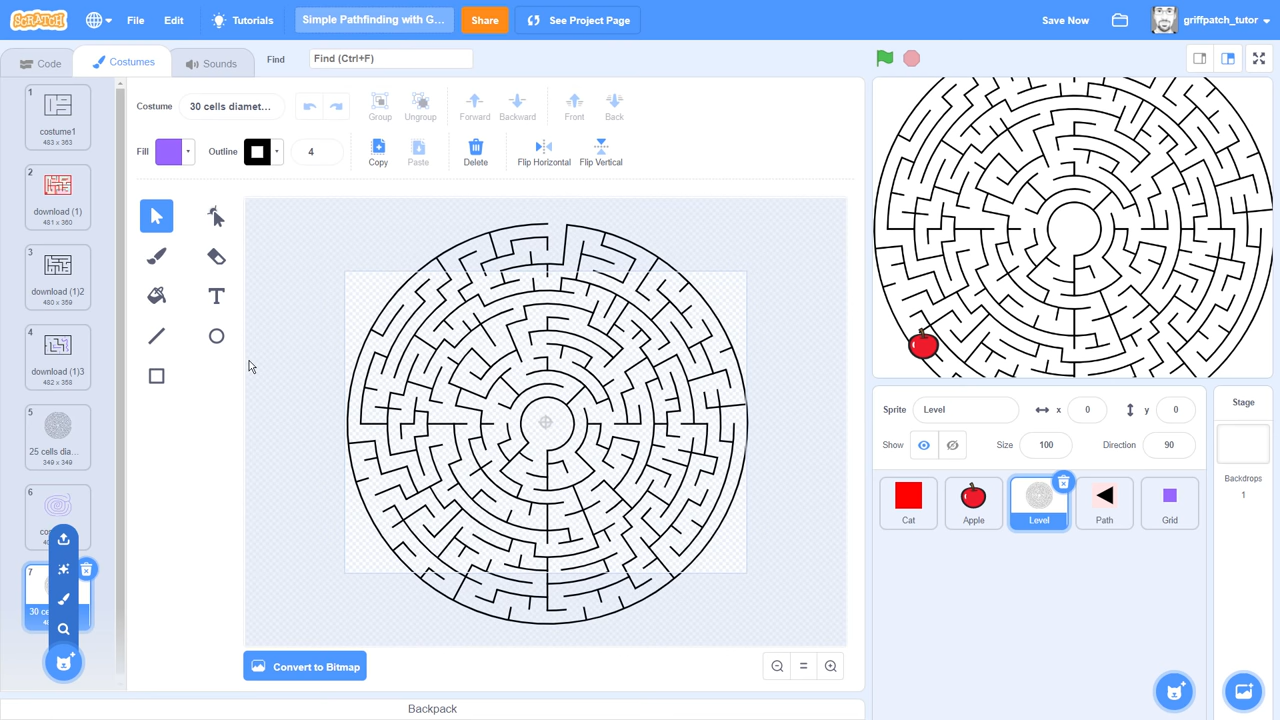 SCRATCH File Edit Tutorials Simple Pathfinding with G... Share See Project Page Save Now griffpatch_tutor
Code Costumes Sounds Find Find (Ctrl+F)
Costume 30 cells diamet... Group Ungroup Forward Backward Front Back
Fill Outline 4 Copy Paste Delete Flip Horizontal Flip Vertical
1
costume1
483 x 363
2
download (1)
481 x 360
3
download (1)2
480 x 359
4
download (1)3
482 x 358
5
25 cells dia...
349 x 349
6
7
30 ce
Convert to Bitmap
Backpack
Sprite Level x 0 y 0
Show Size 100 Direction 90
Cat Apple Level Path Grid
Stage
Backdrops
1